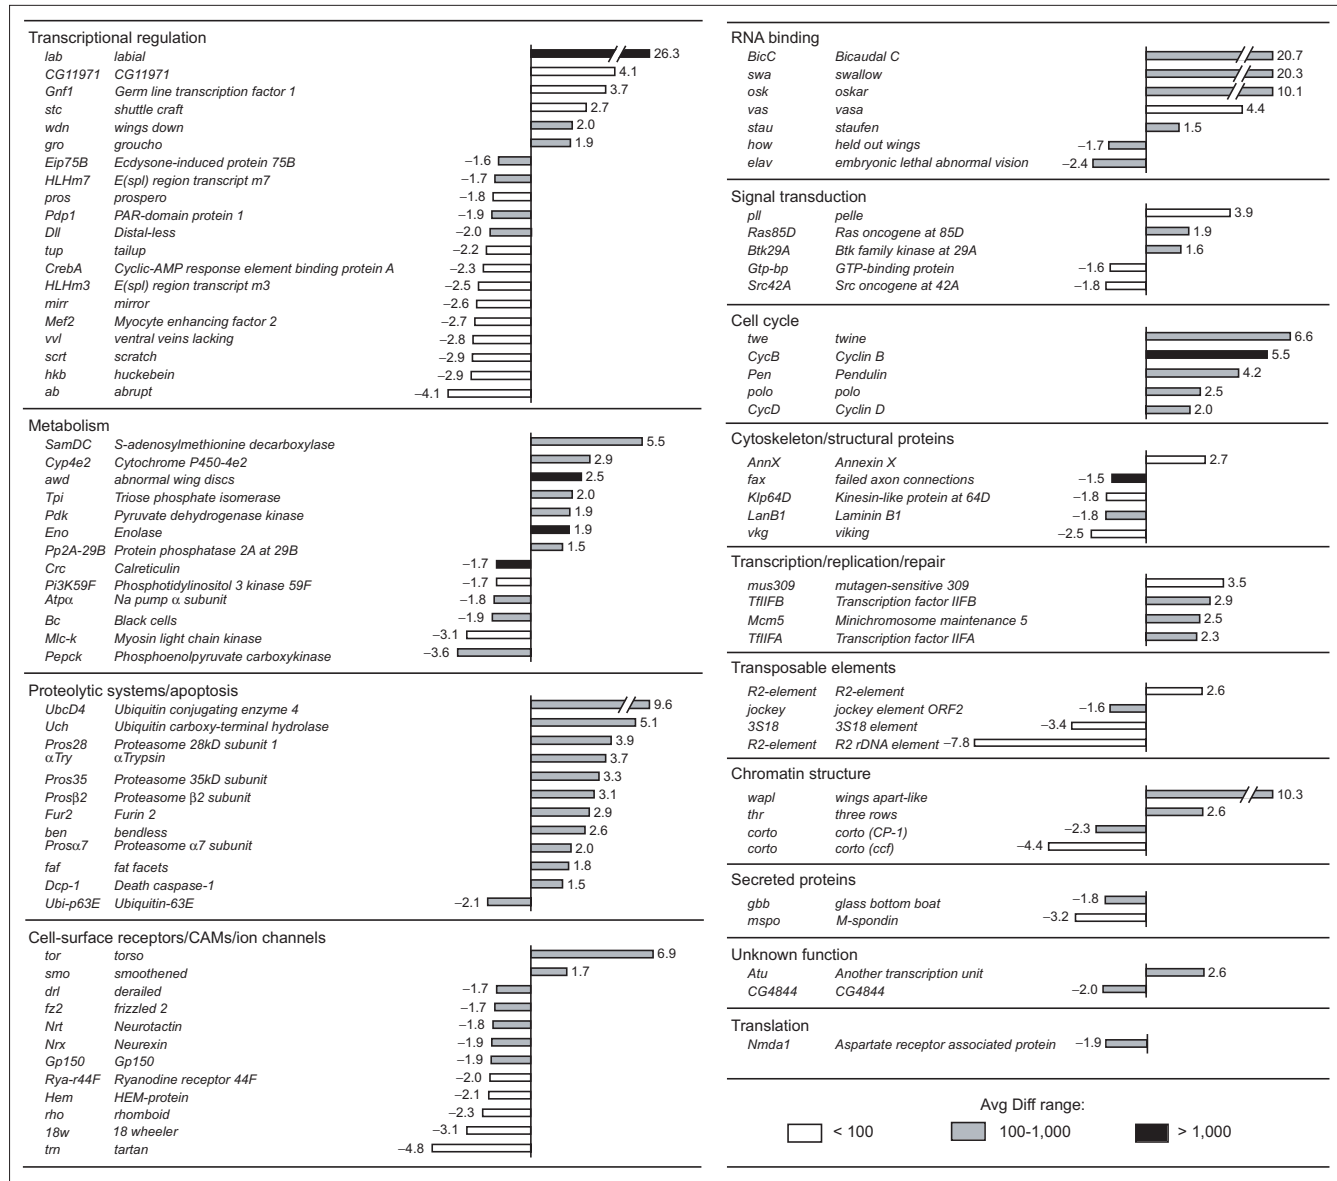 Transcriptional regulation
lab labial 26.3
CG11971 CG11971 4.1
Gnf1 Germ line transcription factor 1 3.7
stc shuttle craft 2.7
wdn wings down 2.0
gro groucho 1.9
Eip75B Ecdysone-induced protein 75B −1.6
HLHm7 E(spl) region transcript m7 −1.7
pros prospero −1.8
Pdp1 PAR-domain protein 1 −1.9
Dll Distal-less −2.0
tup tailup −2.2
CrebA Cyclic-AMP response element binding protein A −2.3
HLHm3 E(spl) region transcript m3 −2.5
mirr mirror −2.6
Mef2 Myocyte enhancing factor 2 −2.7
vvl ventral veins lacking −2.8
scrt scratch −2.9
hkb huckebein −2.9
ab abrupt −4.1
Metabolism
SamDC S-adenosylmethionine decarboxylase 5.5
Cyp4e2 Cytochrome P450-4e2 2.9
awd abnormal wing discs 2.5
Tpi Triose phosphate isomerase 2.0
Pdk Pyruvate dehydrogenase kinase 1.9
Eno Enolase 1.9
Pp2A-29B Protein phosphatase 2A at 29B 1.5
Crc Calreticulin −1.7
Pi3K59F Phosphotidylinositol 3 kinase 59F −1.7
Atpα Na pump α subunit −1.8
Bc Black cells −1.9
Mlc-k Myosin light chain kinase −3.1
Pepck Phosphoenolpyruvate carboxykinase −3.6
Proteolytic systems/apoptosis
UbcD4 Ubiquitin conjugating enzyme 4 9.6
Uch Ubiquitin carboxy-terminal hydrolase 5.1
Pros28 Proteasome 28kD subunit 1 3.9
αTry αTrypsin 3.7
Pros35 Proteasome 35kD subunit 3.3
Prosβ2 Proteasome β2 subunit 3.1
Fur2 Furin 2 2.9
ben bendless 2.6
Prosα7 Proteasome α7 subunit 2.0
faf fat facets 1.8
Dcp-1 Death caspase-1 1.5
Ubi-p63E Ubiquitin-63E −2.1
Cell-surface receptors/CAMs/ion channels
tor torso 6.9
smo smoothened 1.7
drl derailed −1.7
fz2 frizzled 2 −1.7
Nrt Neurotactin −1.8
Nrx Neurexin −1.9
Gp150 Gp150 −1.9
Rya-r44F Ryanodine receptor 44F −2.0
Hem HEM-protein −2.1
rho rhomboid −2.3
18w 18 wheeler −3.1
trn tartan −4.8
RNA binding
BicC Bicaudal C 20.7
swa swallow 20.3
osk oskar 10.1
vas vasa 4.4
stau staufen 1.5
how held out wings −1.7
elav embryonic lethal abnormal vision −2.4
Signal transduction
pll pelle 3.9
Ras85D Ras oncogene at 85D 1.9
Btk29A Btk family kinase at 29A 1.6
Gtp-bp GTP-binding protein −1.6
Src42A Src oncogene at 42A −1.8
Cell cycle
twe twine 6.6
CycB Cyclin B 5.5
Pen Pendulin 4.2
polo polo 2.5
CycD Cyclin D 2.0
Cytoskeleton/structural proteins
AnnX Annexin X 2.7
fax failed axon connections −1.5
Klp64D Kinesin-like protein at 64D −1.8
LanB1 Laminin B1 −1.8
vkg viking −2.5
Transcription/replication/repair
mus309 mutagen-sensitive 309 3.5
TfIIFB Transcription factor IIFB 2.9
Mcm5 Minichromosome maintenance 5 2.5
TfIIFA Transcription factor IIFA 2.3
Transposable elements
R2-element R2-element 2.6
jockey jockey element ORF2 −1.6
3S18 3S18 element −3.4
R2-element R2 rDNA element −7.8
Chromatin structure
wapl wings apart-like 10.3
thr three rows 2.6
corto corto (CP-1) −2.3
corto corto (ccf) −4.4
Secreted proteins
gbb glass bottom boat −1.8
mspo M-spondin −3.2
Unknown function
Atu Another transcription unit 2.6
CG4844 CG4844 −2.0
Translation
Nmda1 Aspartate receptor associated protein −1.9
Avg Diff range:
< 100 100-1,000 > 1,000